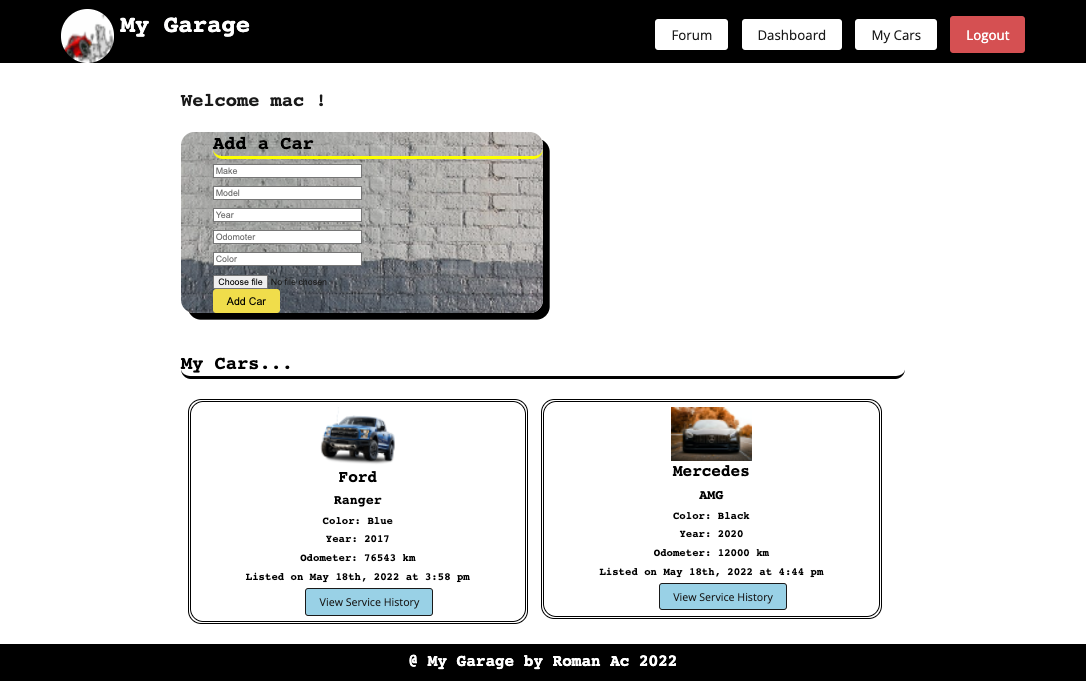 My Garage
Forum
Dashboard
My Cars
Logout
Welcome mac !
Add a Car
Make
Model
Year
Odomoter
Color
Choose file No file chosen
Add Car
My Cars...
Ford
Ranger
Color: Blue
Year: 2017
Odometer: 76543 km
Listed on May 18th, 2022 at 3:58 pm
View Service History
Mercedes
AMG
Color: Black
Year: 2020
Odometer: 12000 km
Listed on May 18th, 2022 at 4:44 pm
View Service History
@ My Garage by Roman Ac 2022